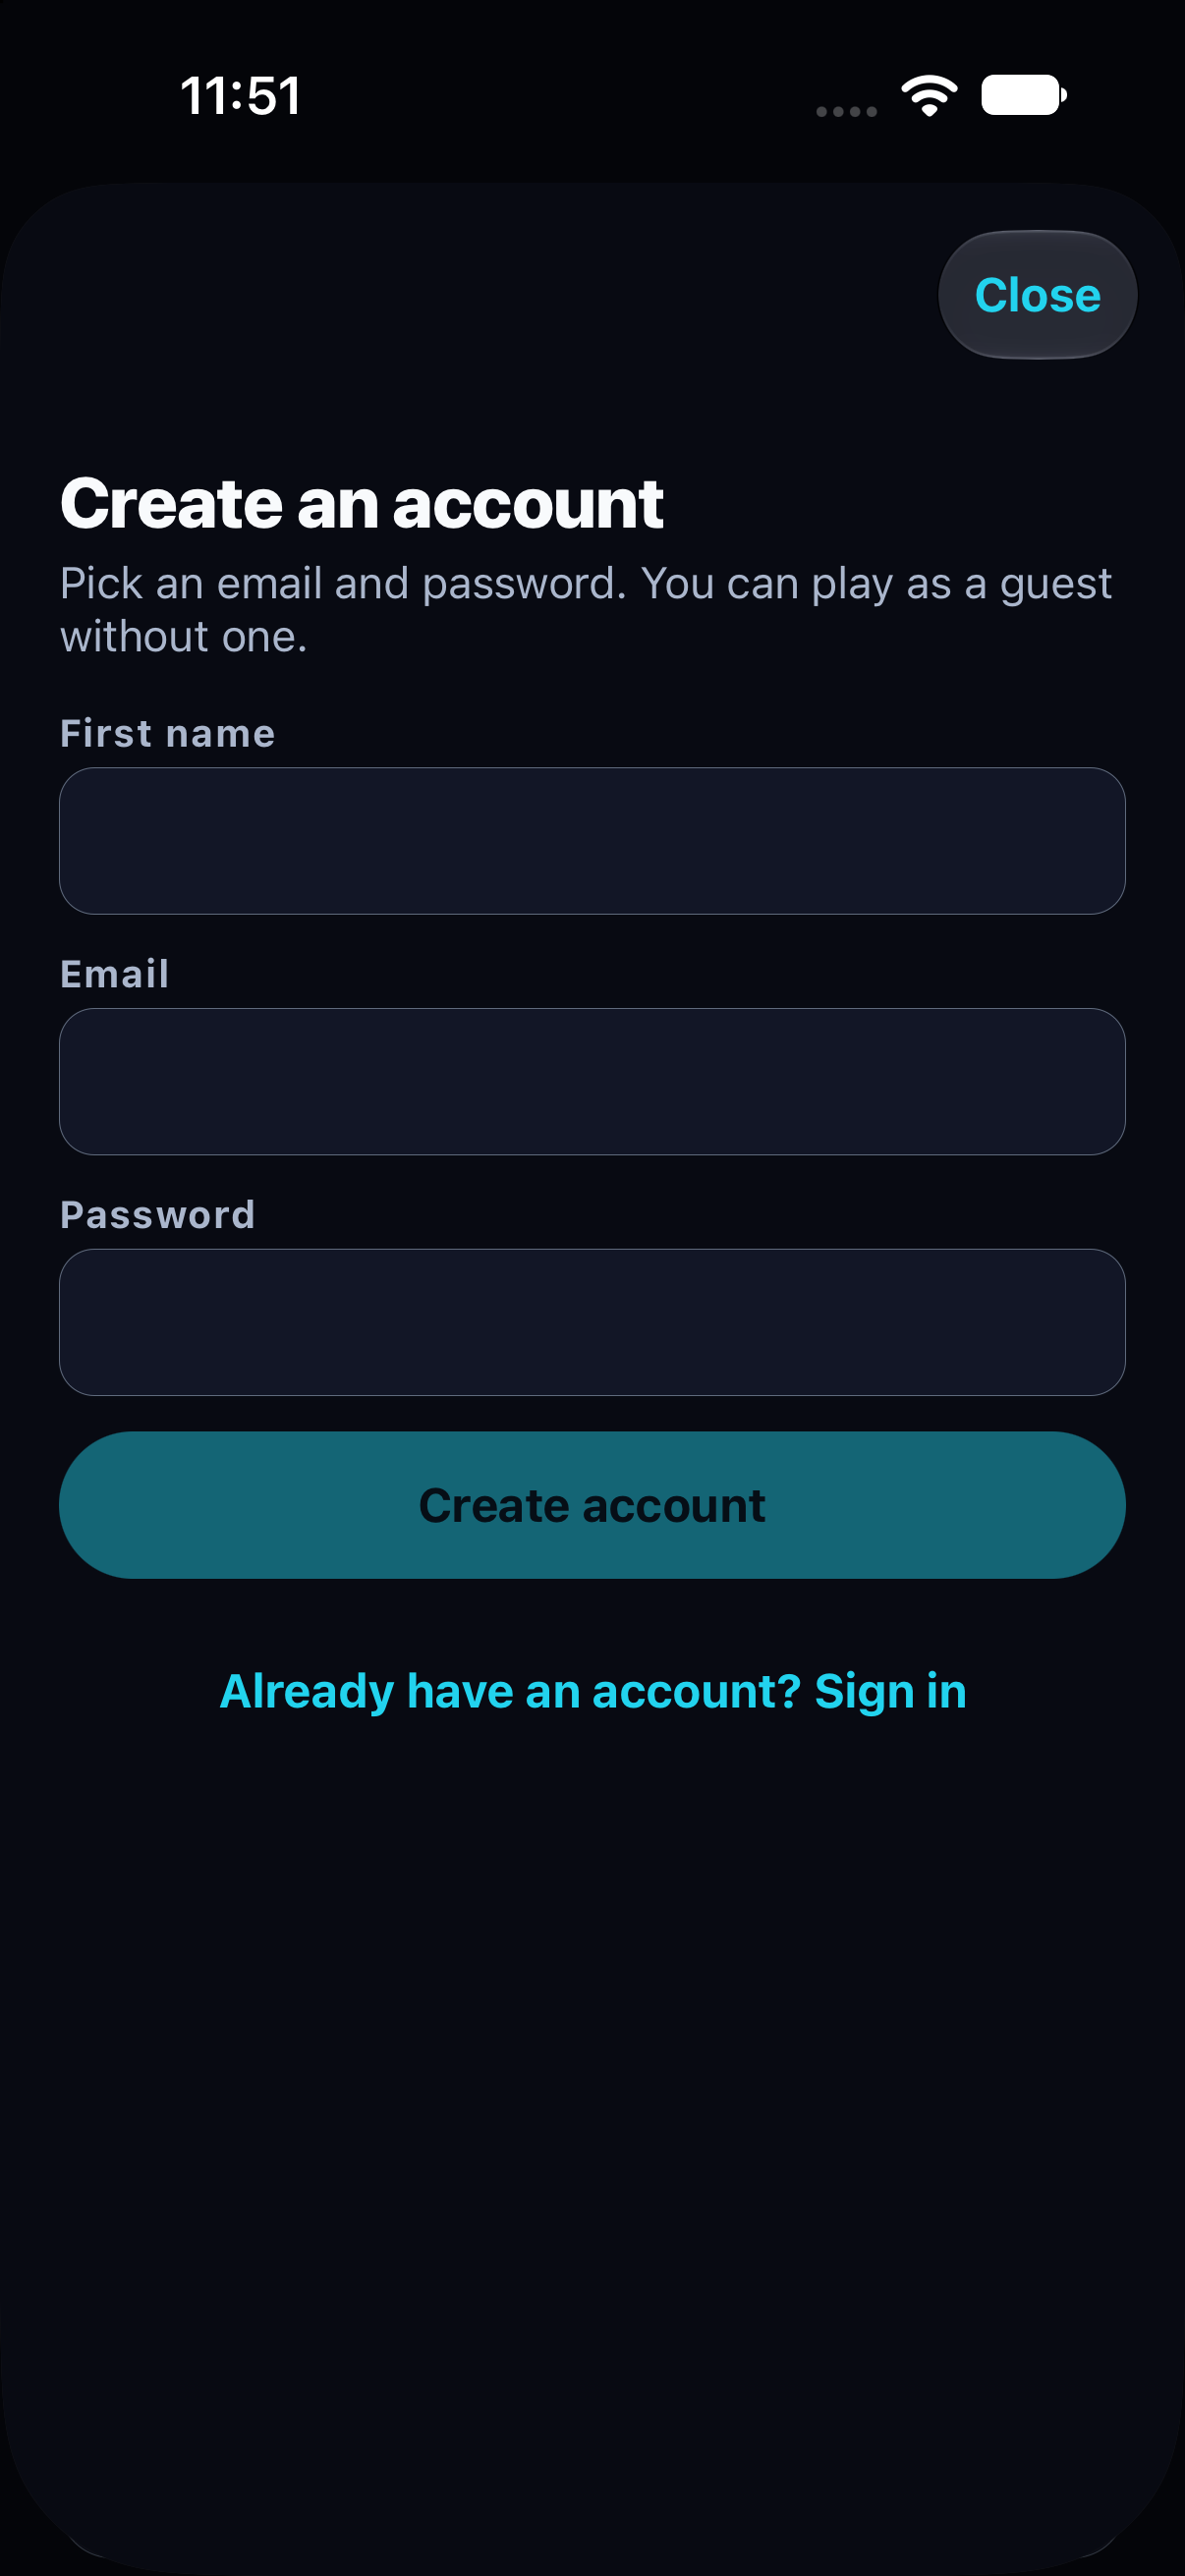 11:51
Close
Create an account
Pick an email and password. You can play as a guest
without one.
First name
Email
Password
Create account
Already have an account? Sign in